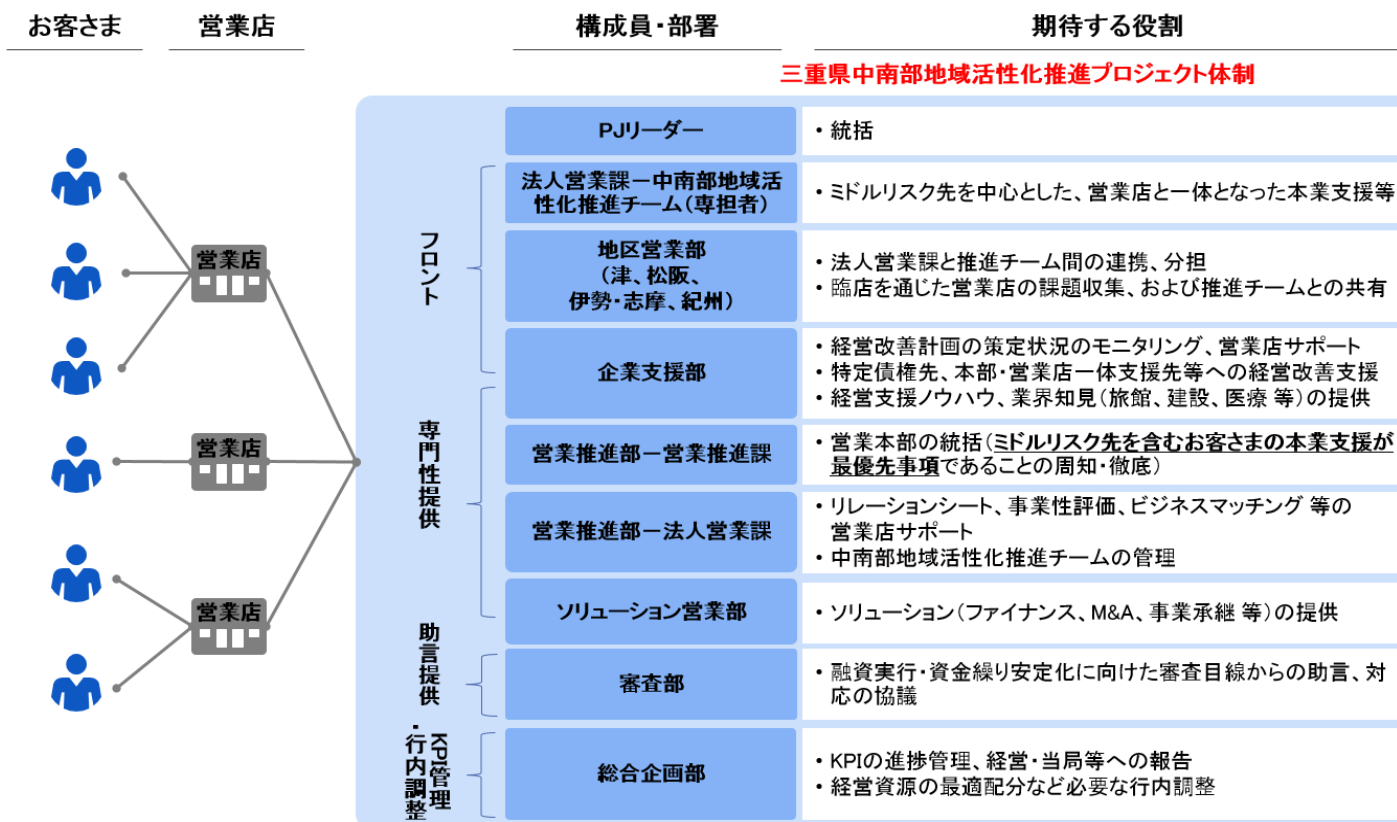 お客さま
営業店
構成員・部署
期待する役割
三重県中南部地域活性化推進プロジェクト体制
PJリーダー
・統括
フロント
法人営業課－中南部地域活
性化推進チーム（専担者）
・ミドルリスク先を中心とした、営業店と一体となった本業支援等
地区営業部
（津、松阪、
伊勢・志摩、紀州）
・法人営業課と推進チーム間の連携、分担
・臨店を通じた営業店の課題収集、および推進チームとの共有
企業支援部
・経営改善計画の策定状況のモニタリング、営業店サポート
・特定債権先、本部・営業店一体支援先等への経営改善支援
・経営支援ノウハウ、業界知見（旅館、建設、医療 等）の提供
専門性提供
営業推進部－営業推進課
・営業本部の統括（ミドルリスク先を含むお客さまの本業支援が
最優先事項であることの周知・徹底）
営業推進部－法人営業課
・リレーションシート、事業性評価、ビジネスマッチング 等の
営業店サポート
・中南部地域活性化推進チームの管理
ソリューション営業部
・ソリューション（ファイナンス、M&A、事業承継 等）の提供
助言提供
審査部
・融資実行・資金繰り安定化に向けた審査目線からの助言、対
応の協議
KPI管理
・行内調整
総合企画部
・KPIの進捗管理、経営・当局等への報告
・経営資源の最適配分など必要な行内調整
営業店
営業店
営業店